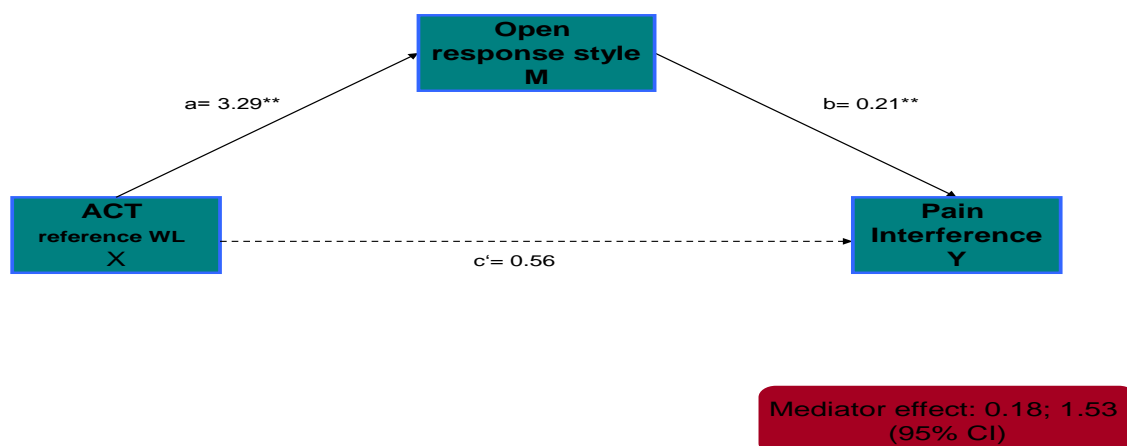 Open
response style
M
a= 3.29**
b= 0.21**
ACT
reference WL
X
Pain
Interference
Y
c‘= 0.56
Mediator effect: 0.18; 1.53
(95% CI)